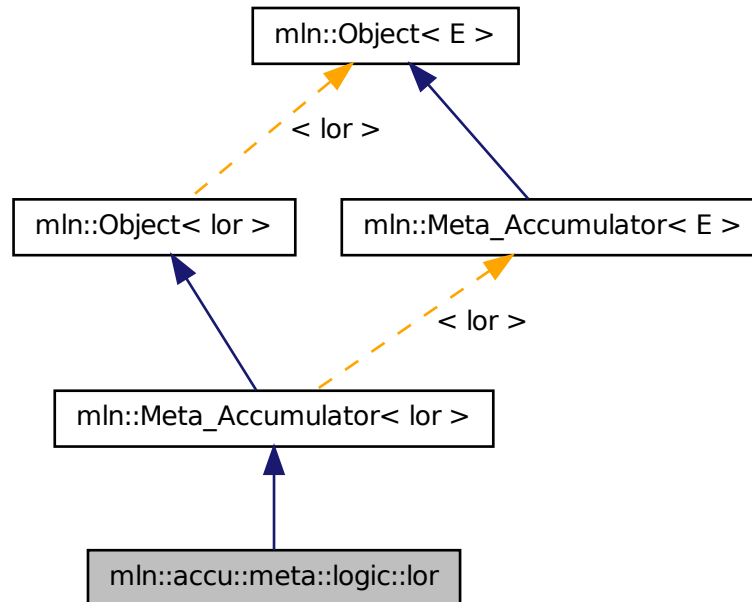 mln::Object< E >
< lor >
mln::Object< lor >
mln::Meta_Accumulator< E >
< lor >
mln::Meta_Accumulator< lor >
mln::accu::meta::logic::lor